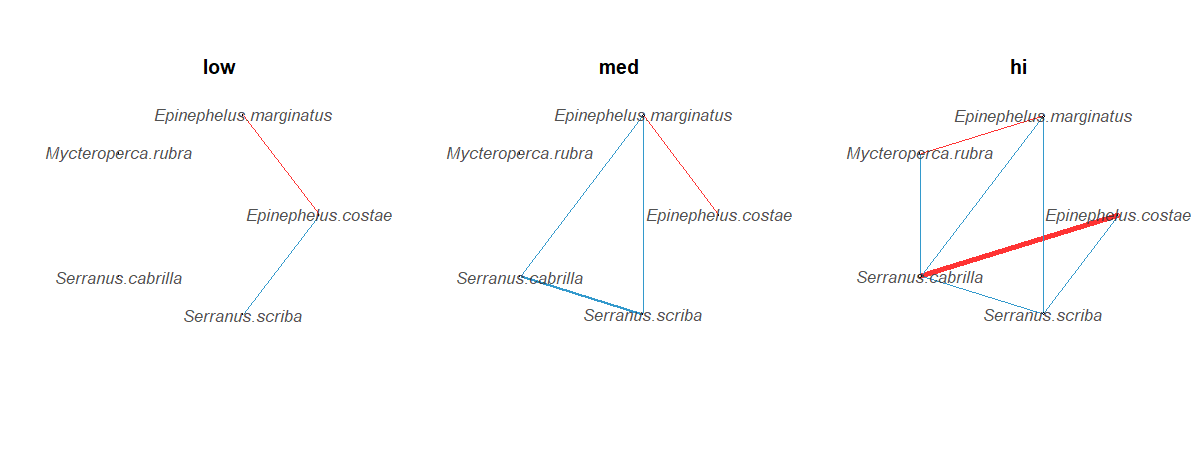 low
Epinephelus.marginatus
Mycteroperca.rubra
Epinephelus.costae
Serranus.cabrilla
Serranus.scriba
med
Epinephelus.marginatus
Mycteroperca.rubra
Epinephelus.costae
Serranus.cabrilla
Serranus.scriba
hi
Epinephelus.marginatus
Mycteroperca.rubra
Epinephelus.costae
Serranus.cabrilla
Serranus.scriba